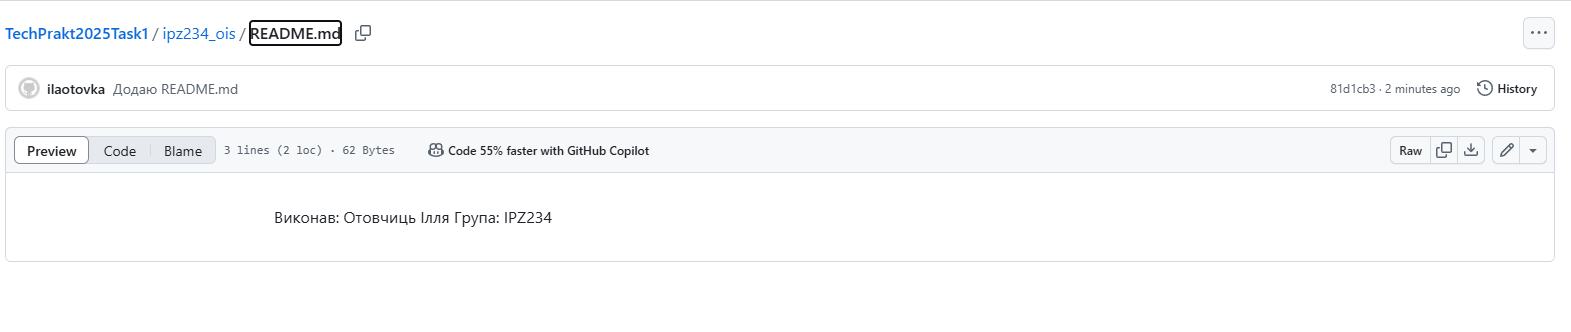 TechPrakt2025Task1 / ipz234_ois / README.md
...
ilaotovka Додаю README.md 81d1cb3 · 2 minutes ago History
Preview Code Blame 3 lines (2 loc) · 62 Bytes Code 55% faster with GitHub Copilot Raw
Виконав: Отовчиць Ілля Група: IPZ234